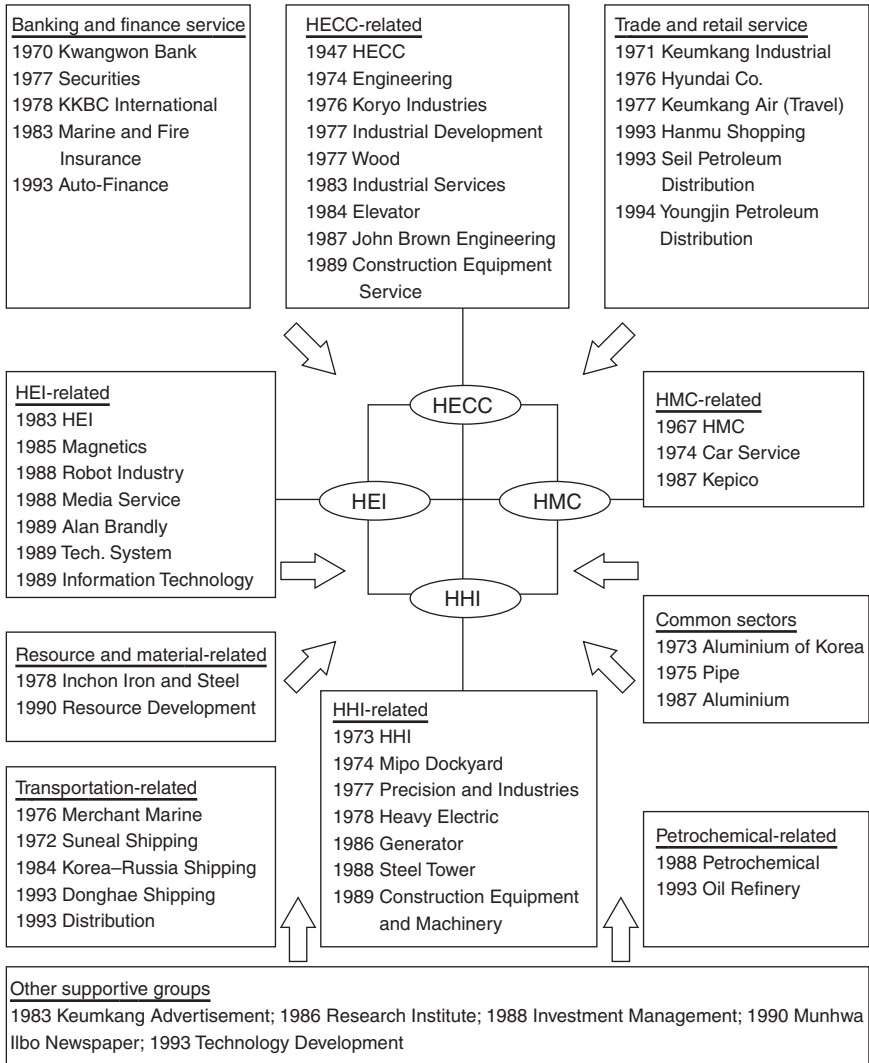 Banking and finance service
1970 Kwangwon Bank
1977 Securities
1978 KKBC International
1983 Marine and Fire
Insurance
1993 Auto-Finance
HECC-related
1947 HECC
1974 Engineering
1976 Koryo Industries
1977 Industrial Development
1977 Wood
1983 Industrial Services
1984 Elevator
1987 John Brown Engineering
1989 Construction Equipment
Service
Trade and retail service
1971 Keumkang Industrial
1976 Hyundai Co.
1977 Keumkang Air (Travel)
1993 Hanmu Shopping
1993 Seil Petroleum
Distribution
1994 Youngjin Petroleum
Distribution
HEI-related
1983 HEI
1985 Magnetics
1988 Robot Industry
1988 Media Service
1989 Alan Brandly
1989 Tech. System
1989 Information Technology
HECC
HEI
HMC
HHI
HMC-related
1967 HMC
1974 Car Service
1987 Kepico
Resource and material-related
1978 Inchon Iron and Steel
1990 Resource Development
Common sectors
1973 Aluminium of Korea
1975 Pipe
1987 Aluminium
Transportation-related
1976 Merchant Marine
1972 Suneal Shipping
1984 Korea–Russia Shipping
1993 Donghae Shipping
1993 Distribution
HHI-related
1973 HHI
1974 Mipo Dockyard
1977 Precision and Industries
1978 Heavy Electric
1986 Generator
1988 Steel Tower
1989 Construction Equipment
and Machinery
Petrochemical-related
1988 Petrochemical
1993 Oil Refinery
Other supportive groups
1983 Keumkang Advertisement; 1986 Research Institute; 1988 Investment Management; 1990 Munhwa
Ilbo Newspaper; 1993 Technology Development